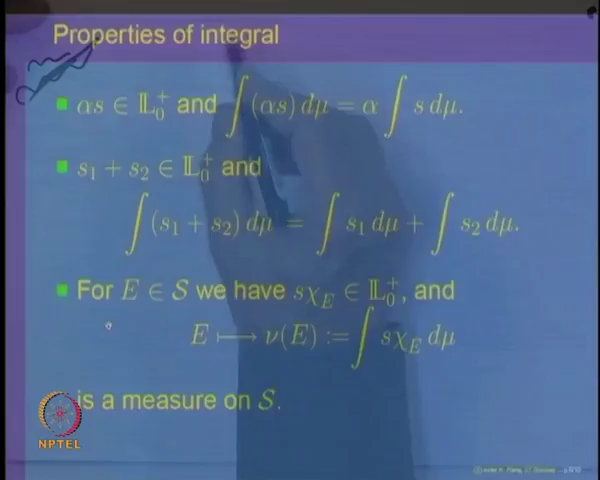 Properties of integral
αs ∈ 𝕃₀⁺ and ∫(αs) dμ = α ∫ s dμ.
s₁ + s₂ ∈ 𝕃₀⁺ and
∫(s₁ + s₂) dμ = ∫ s₁ dμ + ∫ s₂ dμ.
For E ∈ 𝒮 we have sχ_E ∈ 𝕃₀⁺, and
E ⟼ ν(E) := ∫ sχ_E dμ
is a measure on 𝒮.
NPTEL